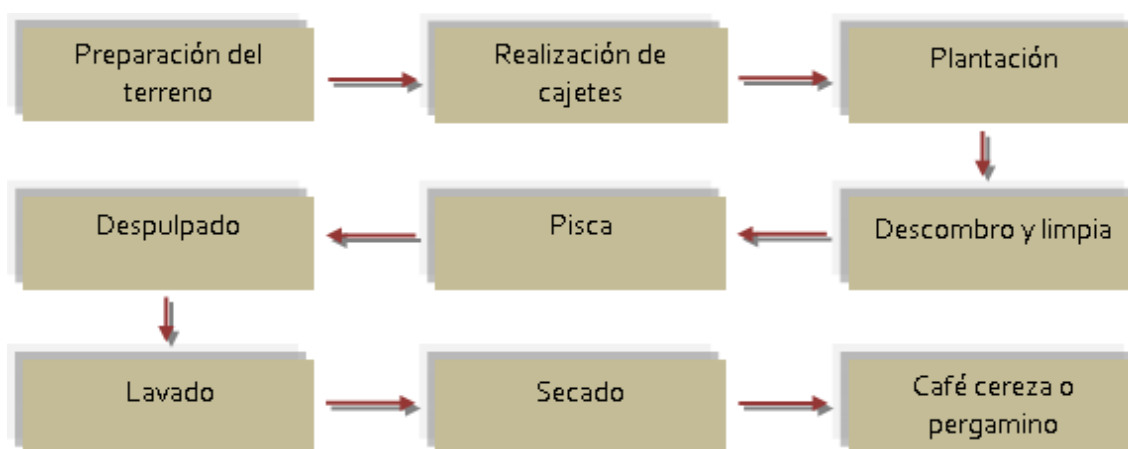 Preparación del
terreno
Realización de
cajetes
Plantación
Descombro y limpia
Pisca
Despulpado
Lavado
Secado
Café cereza o
pergamino